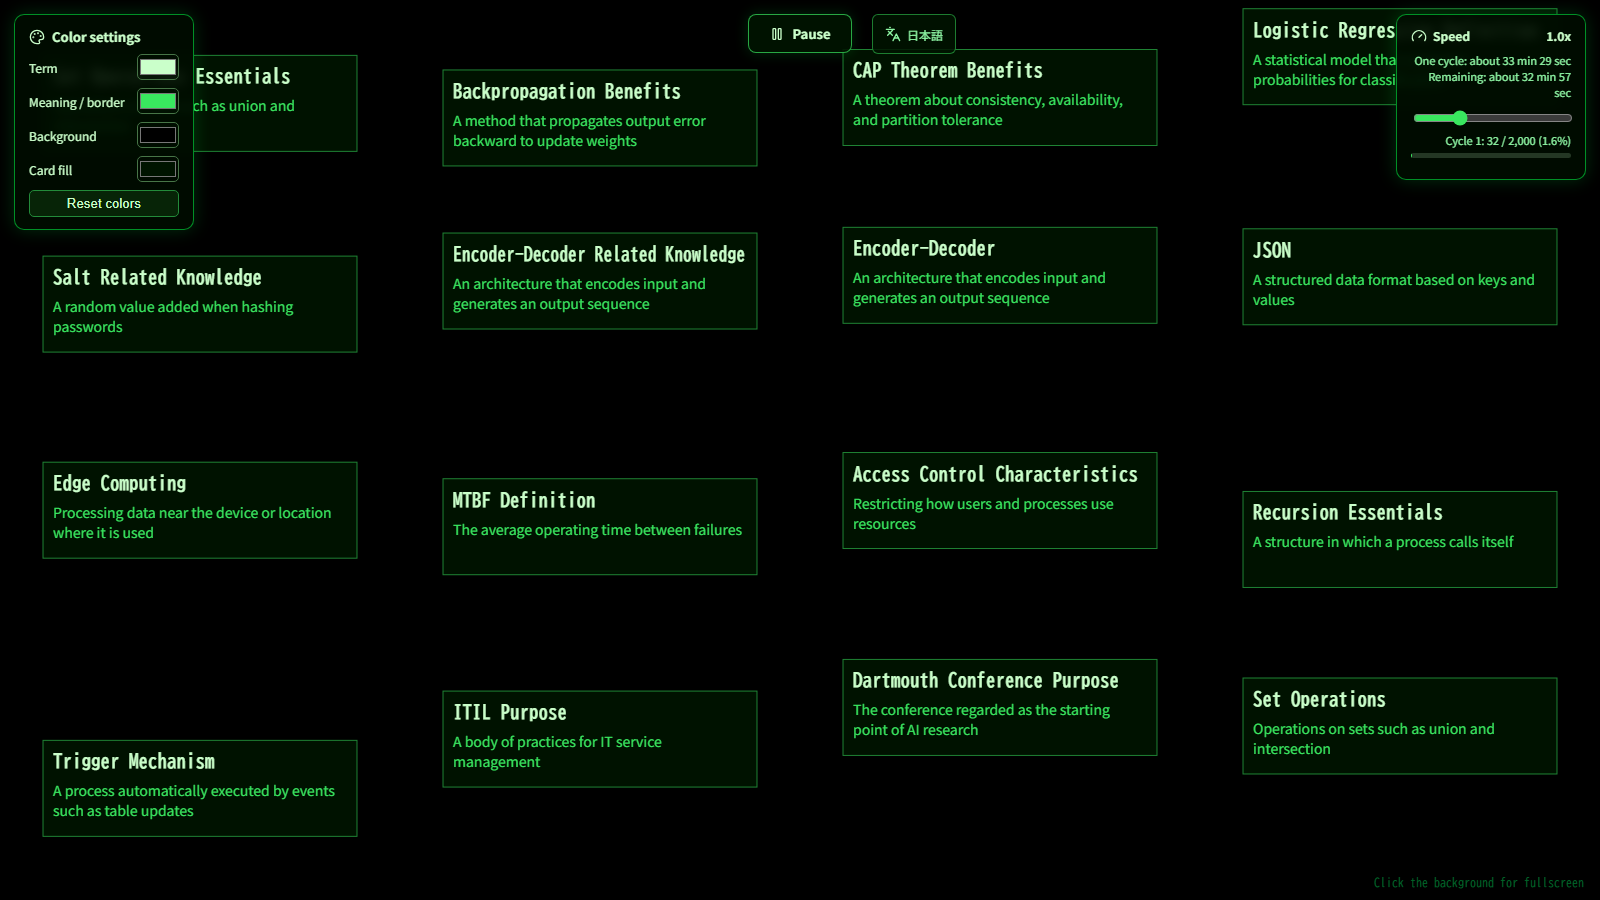 Color settings
Term
Meaning / border
Background
Card fill
Reset colors
Pause
日本語
Speed
1.0x
One cycle: about 33 min 29 sec
Remaining: about 32 min 57
sec
Cycle 1: 32 / 2,000 (1.6%)
Essentials
ch as union and
Backpropagation Benefits
A method that propagates output error
backward to update weights
CAP Theorem Benefits
A theorem about consistency, availability,
and partition tolerance
Logistic Regres
A statistical model tha
probabilities for classi
Salt Related Knowledge
A random value added when hashing
passwords
Encoder-Decoder Related Knowledge
An architecture that encodes input and
generates an output sequence
Encoder-Decoder
An architecture that encodes input and
generates an output sequence
JSON
A structured data format based on keys and
values
Edge Computing
Processing data near the device or location
where it is used
MTBF Definition
The average operating time between failures
Access Control Characteristics
Restricting how users and processes use
resources
Recursion Essentials
A structure in which a process calls itself
Trigger Mechanism
A process automatically executed by events
such as table updates
ITIL Purpose
A body of practices for IT service
management
Dartmouth Conference Purpose
The conference regarded as the starting
point of AI research
Set Operations
Operations on sets such as union and
intersection
Click the background for fullscreen